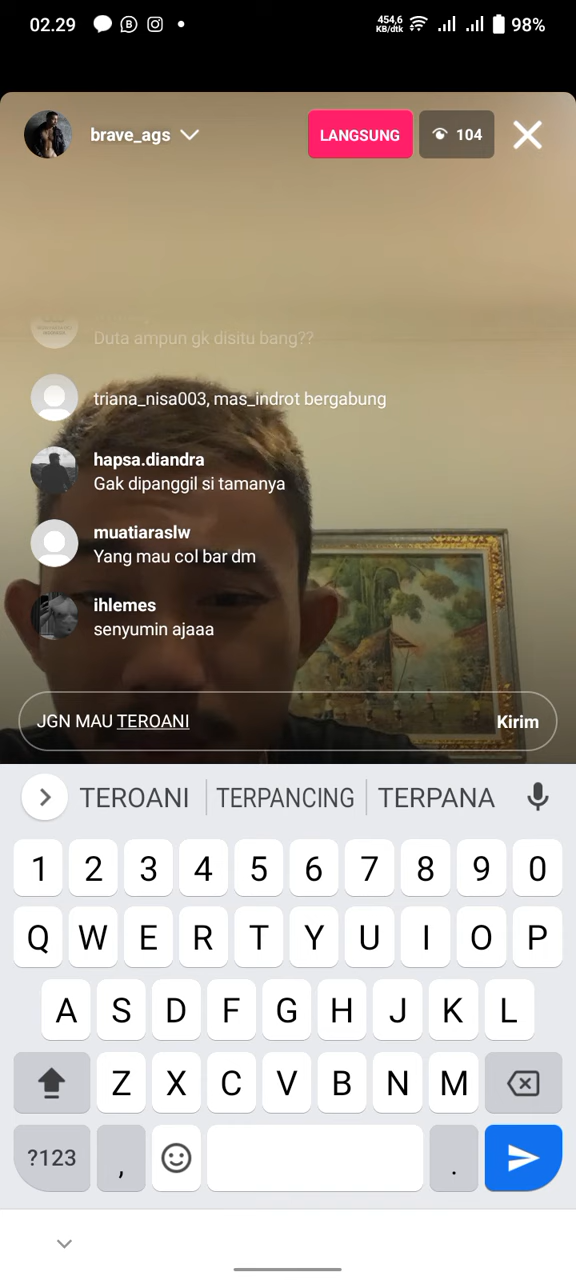 02.29
454,6
KB/dtk
98%
brave_ags
LANGSUNG
104
Duta ampun gk disitu bang??
triana_nisa003, mas_indrot bergabung
hapsa.diandra
Gak dipanggil si tamanya
muatiaraslw
Yang mau col bar dm
ihlemes
senyumin ajaaa
JGN MAU TEROANI
Kirim
TEROANI
TERPANCING
TERPANA
1 2 3 4 5 6 7 8 9 0
Q W E R T Y U I O P
A S D F G H J K L
Z X C V B N M
?123 , .